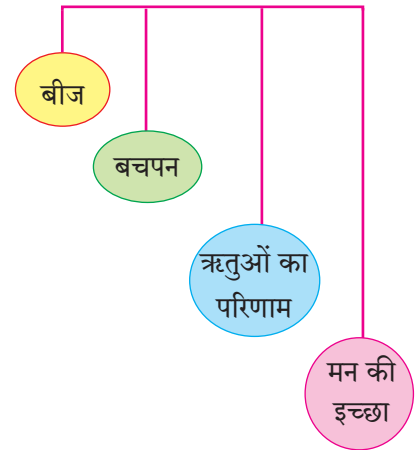 बीज
बचपन
ऋतुओं का
परिणाम
मन की
इच्छा